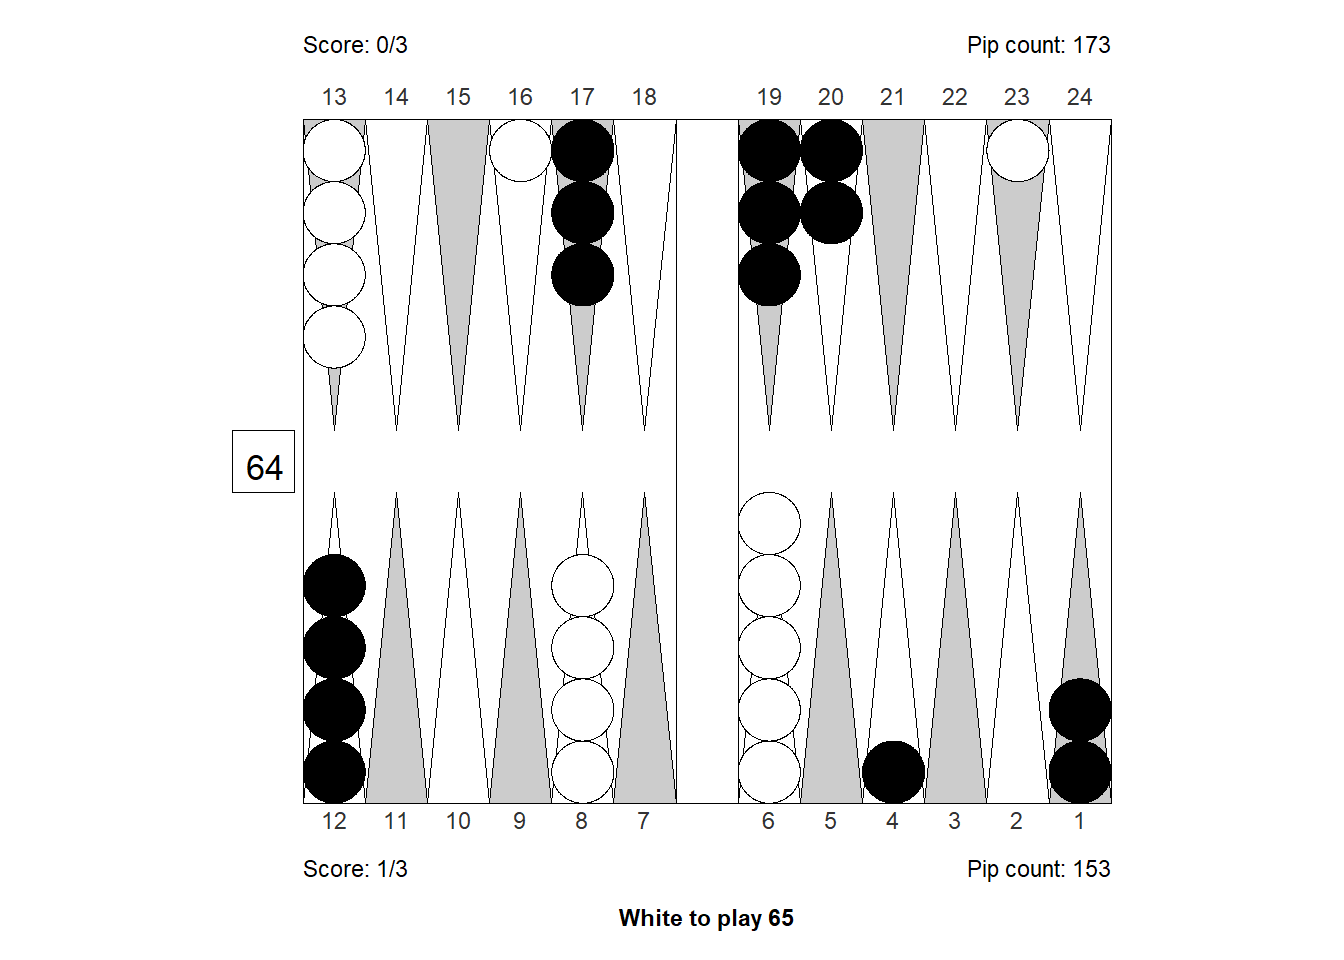 Score: 0/3 Pip count: 173
13 14 15 16 17 18 19 20 21 22 23 24
64
12 11 10 9 8 7 6 5 4 3 2 1
Score: 1/3 Pip count: 153
White to play 65